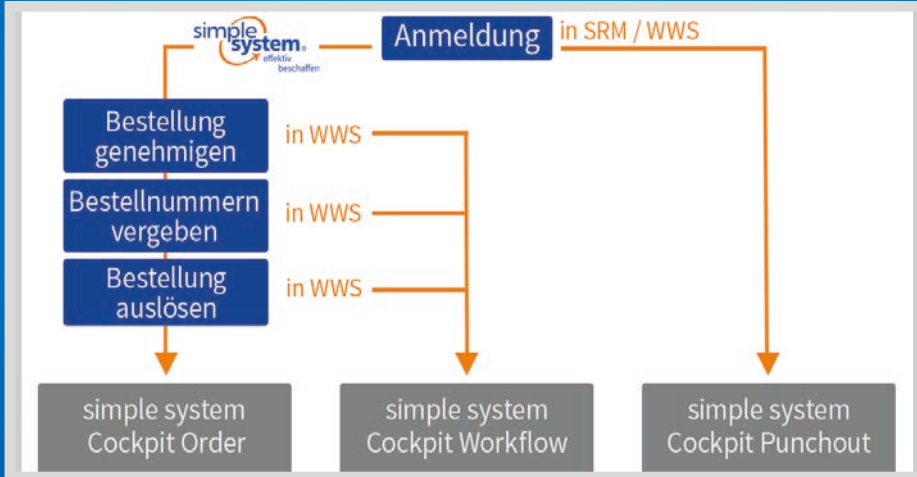 simple
system®
effektiv
beschaffen
Anmeldung
in SRM / WWS
Bestellung
genehmigen
in WWS
Bestellnummern
vergeben
in WWS
Bestellung
auslösen
in WWS
simple system
Cockpit Order
simple system
Cockpit Workflow
simple system
Cockpit Punchout